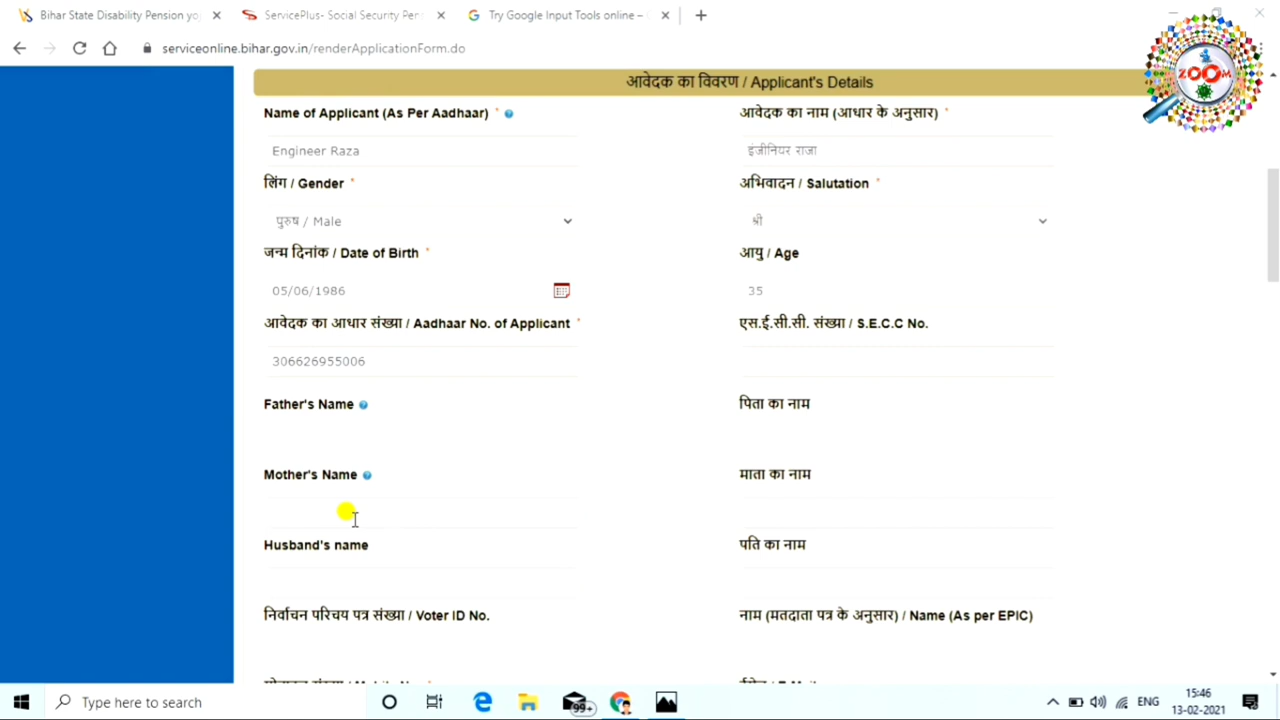 Bihar State Disability Pension yo
ServicePlus- Social Security Per
Try Google Input Tools online –
serviceonline.bihar.gov.in/renderApplicationForm.do
ZOOM
आवेदक का विवरण / Applicant's Details
Name of Applicant (As Per Aadhaar) *
आवेदक का नाम (आधार के अनुसार) *
Engineer Raza
इंजीनियर राजा
लिंग / Gender *
अभिवादन / Salutation *
पुरुष / Male
श्री
जन्म दिनांक / Date of Birth *
आयु / Age
05/06/1986
35
आवेदक का आधार संख्या / Aadhaar No. of Applicant *
एस.ई.सी.सी. संख्या / S.E.C.C No.
306626955006
Father's Name
पिता का नाम
Mother's Name
माता का नाम
Husband's name
पति का नाम
निर्वाचन परिचय पत्र संख्या / Voter ID No.
नाम (मतदाता पत्र के अनुसार) / Name (As per EPIC)
Type here to search
99+
ENG
15:46
13-02-2021